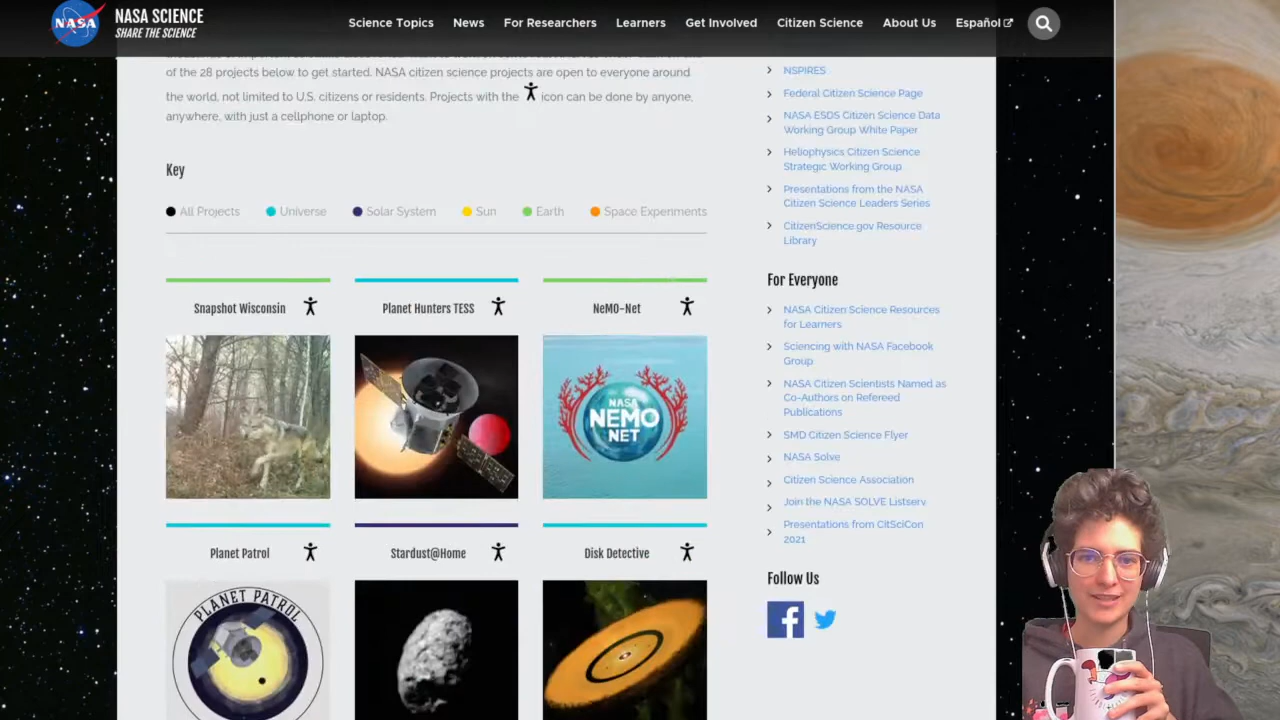 NASA
NASA SCIENCE
SHARE THE SCIENCE
Science Topics
News
For Researchers
Learners
Get Involved
Citizen Science
About Us
Español
of the 28 projects below to get started. NASA citizen science projects are open to everyone around
the world, not limited to U.S. citizens or residents. Projects with the icon can be done by anyone,
anywhere, with just a cellphone or laptop.
Key
All Projects
Universe
Solar System
Sun
Earth
Space Experiments
Snapshot Wisconsin
Planet Hunters TESS
NeMO-Net
NASA
NEMO
NET
Planet Patrol
Stardust@Home
Disk Detective
PLANET PATROL
NSPIRES
Federal Citizen Science Page
NASA ESDS Citizen Science Data
Working Group White Paper
Heliophysics Citizen Science
Strategic Working Group
Presentations from the NASA
Citizen Science Leaders Series
CitizenScience.gov Resource
Library
For Everyone
NASA Citizen Science Resources
for Learners
Sciencing with NASA Facebook
Group
NASA Citizen Scientists Named as
Co-Authors on Refereed
Publications
SMD Citizen Science Flyer
NASA Solve
Citizen Science Association
Join the NASA SOLVE Listserv
Presentations from CitSciCon
2021
Follow Us